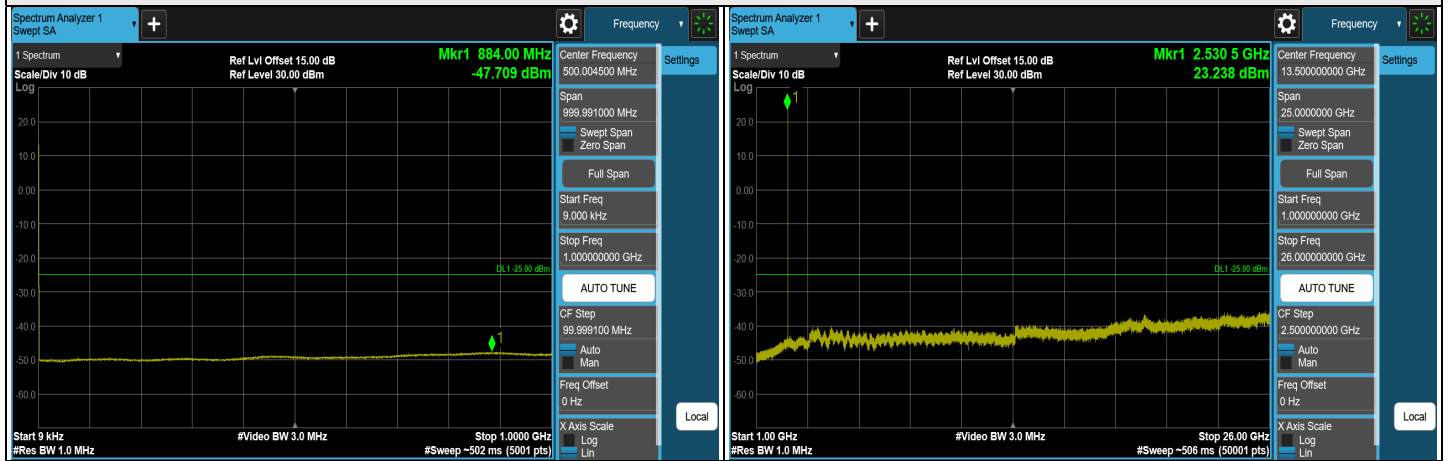 Spectrum Analyzer 1
Swept SA
+
Frequency
1 Spectrum
Scale/Div 10 dB
Log
Ref Lvl Offset 15.00 dB
Ref Level 30.00 dBm
Mkr1 884.00 MHz
-47.709 dBm
1
20.0
10.0
0.00
-10.0
-20.0
-30.0
-40.0
-50.0
-60.0
DL1 -25.00 dBm
Start 9 kHz
#Res BW 1.0 MHz
#Video BW 3.0 MHz
Stop 1.0000 GHz
#Sweep ~502 ms (5001 pts)
Center Frequency
500.004500 MHz
Span
999.991000 MHz
Swept Span
Zero Span
Full Span
Start Freq
9.000 kHz
Stop Freq
1.000000000 GHz
AUTO TUNE
CF Step
99.999100 MHz
Auto
Man
Freq Offset
0 Hz
X Axis Scale
Log
Lin
Settings
Local
Spectrum Analyzer 1
Swept SA
+
Frequency
1 Spectrum
Scale/Div 10 dB
Log
Ref Lvl Offset 15.00 dB
Ref Level 30.00 dBm
Mkr1 2.530 5 GHz
23.238 dBm
1
20.0
10.0
0.00
-10.0
-20.0
-30.0
-40.0
-50.0
-60.0
DL1 -25.00 dBm
Start 1.00 GHz
#Res BW 1.0 MHz
#Video BW 3.0 MHz
Stop 26.00 GHz
#Sweep ~506 ms (50001 pts)
Center Frequency
13.500000000 GHz
Span
25.0000000 GHz
Swept Span
Zero Span
Full Span
Start Freq
1.000000000 GHz
Stop Freq
26.000000000 GHz
AUTO TUNE
CF Step
2.500000000 GHz
Auto
Man
Freq Offset
0 Hz
X Axis Scale
Log
Lin
Settings
Local